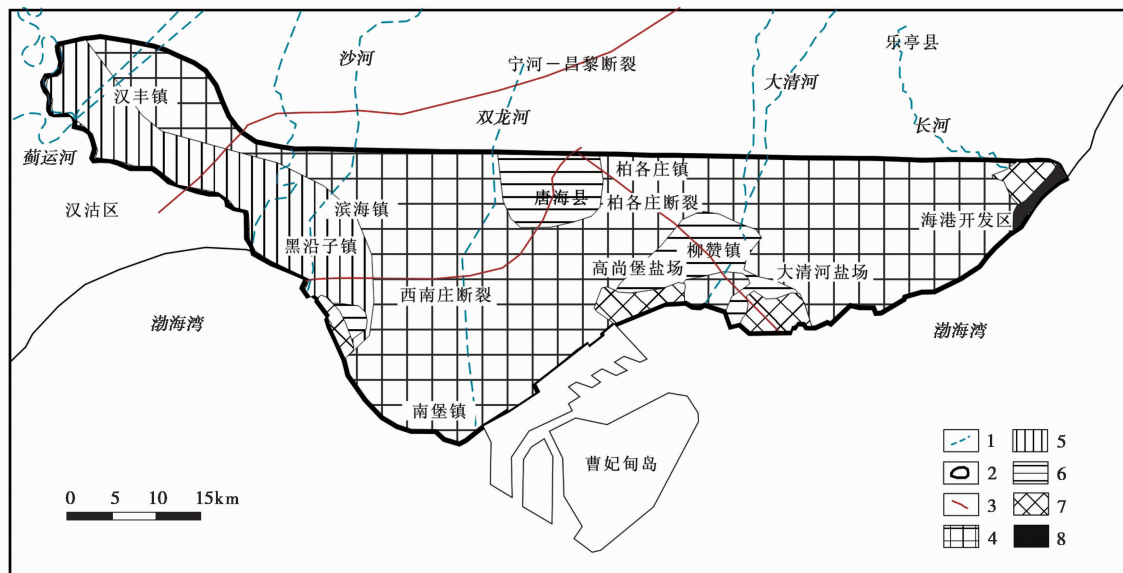 乐亭县
沙河
宁河－昌黎断裂
大清河
汉丰镇
双龙河
长河
蓟运河
柏各庄镇
唐海县
汉沽区
滨海镇
柏各庄断裂
海港开发区
黑沿子镇
柳赞镇
高尚堡盐场
大清河盐场
西南庄断裂
渤海湾
渤海湾
南堡镇
曹妃甸岛
0 5 10 15km
1
2
3
4
5
6
7
8